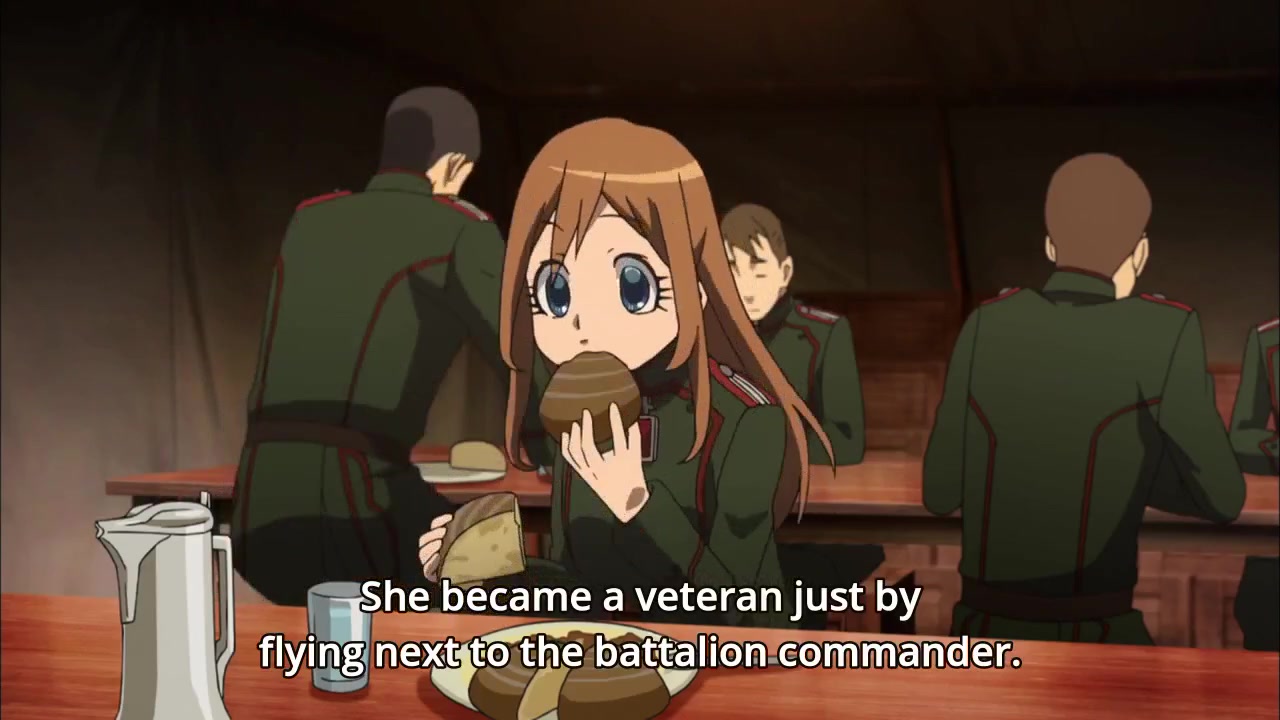 She became a veteran just by
flying next to the battalion commander.